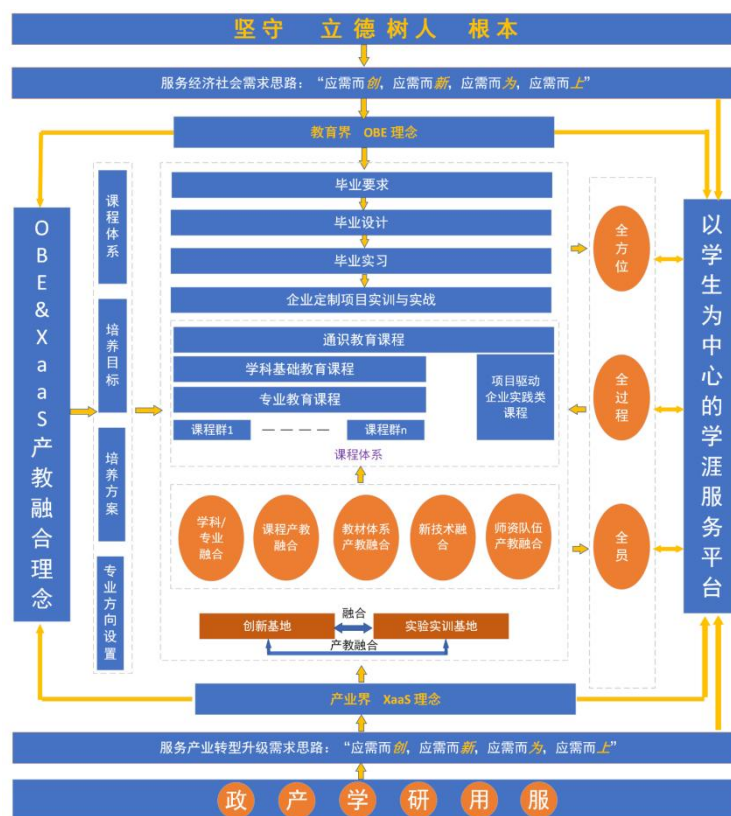 坚守 立德树人 根本
服务经济社会需求思路：“应需而创，应需而新，应需而为，应需而上”
教育界 OBE 理念
OBE&XaaS产教融合理念
课程体系
培养目标
培养方案
专业方向设置
毕业要求
毕业设计
毕业实习
企业定制项目实训与实战
通识教育课程
学科基础教育课程
专业教育课程
课程群1 ———— 课程群n
项目驱动
企业实践类
课程
课程体系
学科/
专业
融合
课程产教
融合
教材体系
产教融合
新技术融
合
师资队伍
产教融合
创新基地
融合
实验实训基地
产教融合
全方位
全过程
全员
以学生为中心的学涯服务平台
产业界 XaaS 理念
服务产业转型升级需求思路：“应需而创，应需而新，应需而为，应需而上”
政 产 学 研 用 服